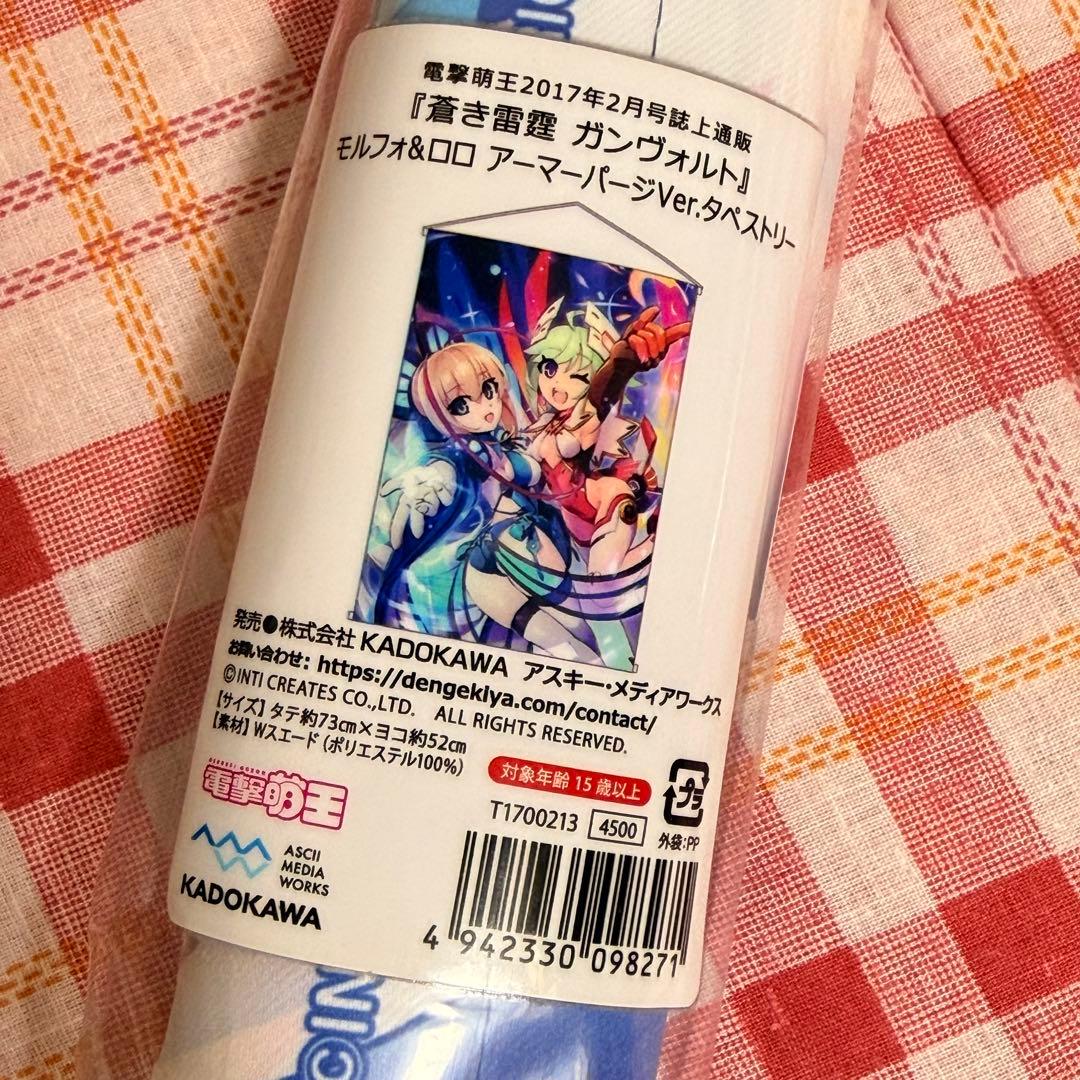 電撃萌王2017年2月号誌上通販
『蒼き雷霆 ガンヴォルト』
モルフォ&ロロ アーマーパージVer.タペストリー
発売●株式会社 KADOKAWA アスキー・メディアワークス
お問い合わせ: https://dengekiya.com/contact/
©INTI CREATES CO.,LTD. ALL RIGHTS RESERVED.
【サイズ】タテ約73㎝×ヨコ約52㎝
【素材】Wスエード (ポリエステル100%)
電撃萌王
対象年齢 15 歳以上
プラ
T1700213 4500
外袋:PP
ASCII
MEDIA
WORKS
KADOKAWA
4 942330 098271
©IN